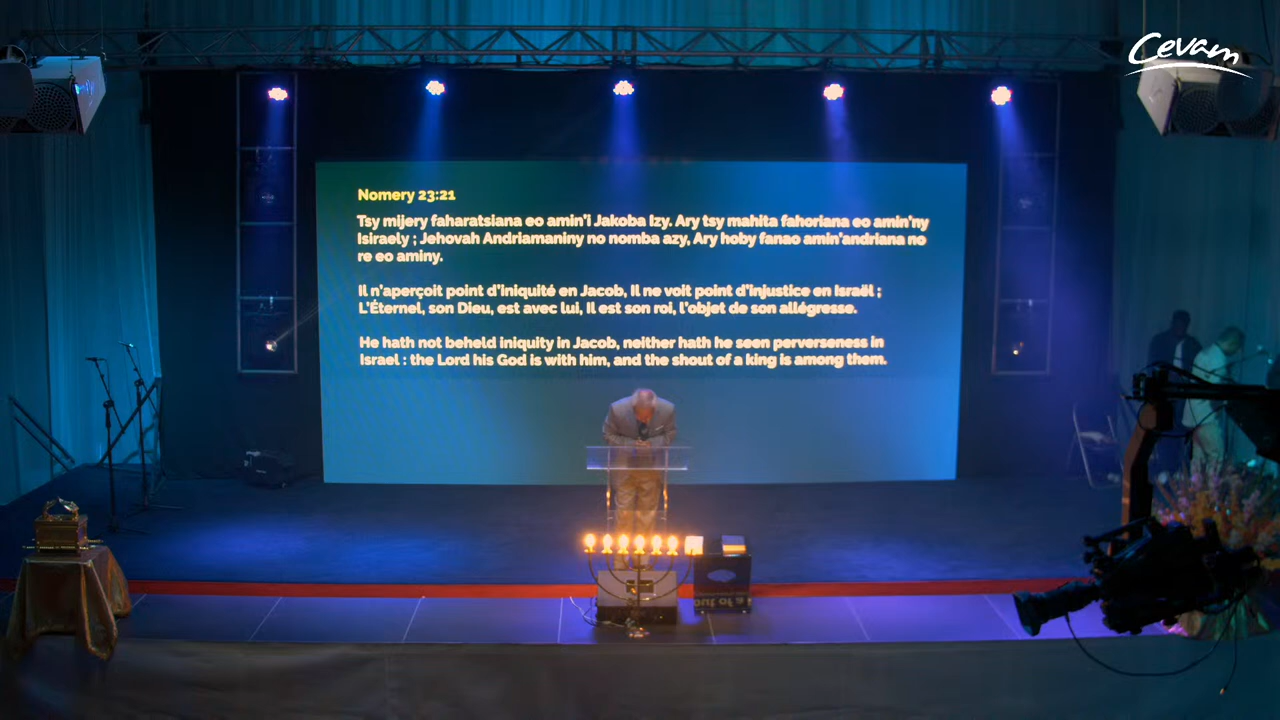 Cevam
Nomery 23:21
Tsy mijery faharatsiana eo amin'i Jakoba Izy. Ary tsy mahita fahoriana eo amin'ny
Isiraely ; Jehovah Andriamaniny no nomba azy, Ary hoby fanao amin'andriana no
re eo aminy.
Il n'aperçoit point d'iniquité en Jacob, Il ne voit point d'injustice en Israël ;
L'Éternel, son Dieu, est avec lui, Il est son roi, l'objet de son allégresse.
He hath not beheld iniquity in Jacob, neither hath he seen perverseness in
Israel : the Lord his God is with him, and the shout of a king is among them.
out of a